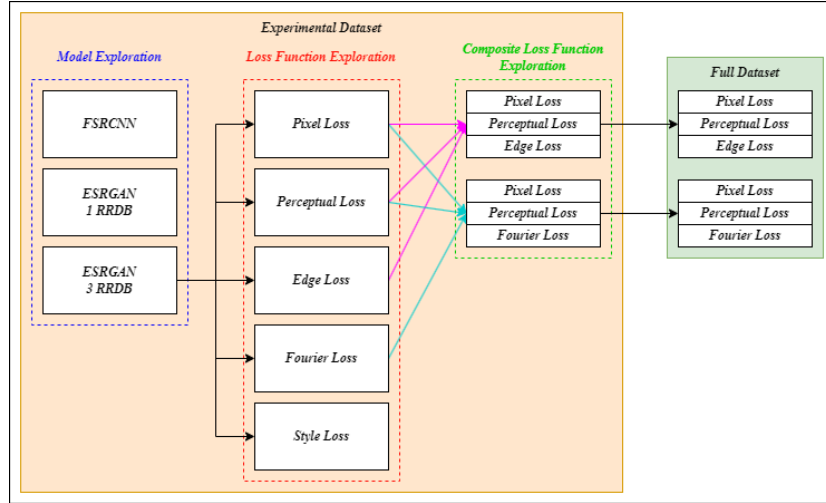 Experimental Dataset
Model Exploration
FSRCNN
ESRGAN
1 RRDB
ESRGAN
3 RRDB
Loss Function Exploration
Pixel Loss
Perceptual Loss
Edge Loss
Fourier Loss
Style Loss
Composite Loss Function
Exploration
Pixel Loss
Perceptual Loss
Edge Loss
Pixel Loss
Perceptual Loss
Fourier Loss
Full Dataset
Pixel Loss
Perceptual Loss
Edge Loss
Pixel Loss
Perceptual Loss
Fourier Loss